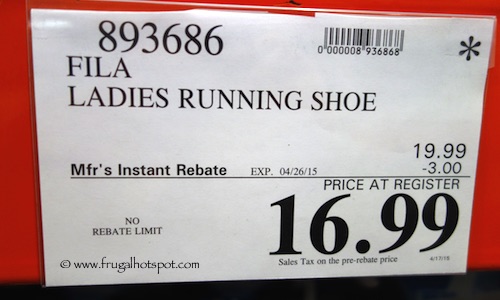 893686
0 000008 936868
*
FILA
LADIES RUNNING SHOE
19.99
Mfr's Instant Rebate EXP. 04/26/15 -3.00
PRICE AT REGISTER
NO
REBATE LIMIT
16.99
Sales Tax on the pre-rebate price 4/17/15
© www.frugalhotspot.com